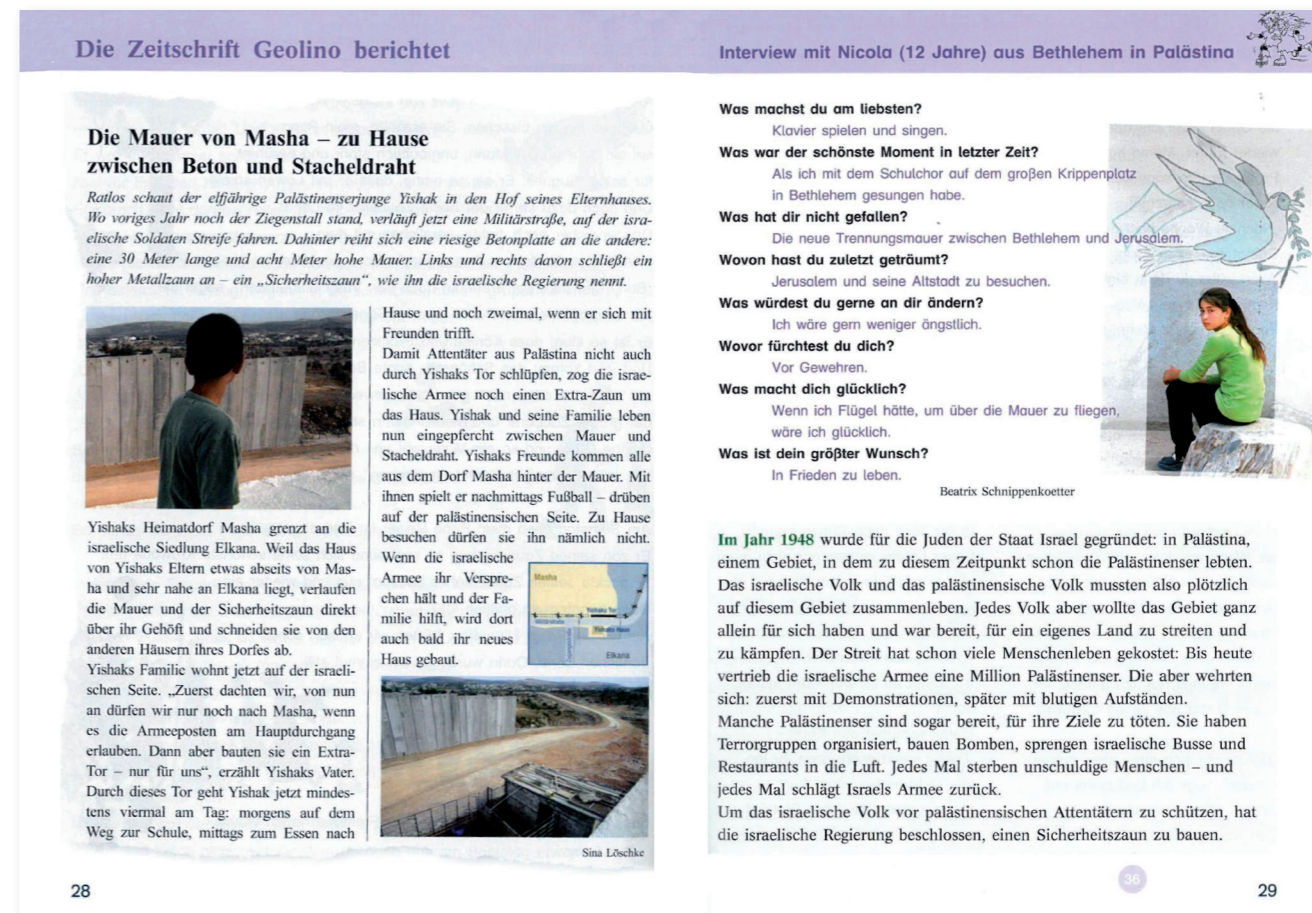 Die Zeitschrift Geolino berichtet
Die Mauer von Masha – zu Hause
zwischen Beton und Stacheldraht
Ratlos schaut der elfjährige Palästinenserjunge Yishak in den Hof seines Elternhauses.
Wo voriges Jahr noch der Ziegenstall stand, verläuft jetzt eine Militärstraße, auf der isra-
elische Soldaten Streife fahren. Dahinter reiht sich eine riesige Betonplatte an die andere:
eine 30 Meter lange und acht Meter hohe Mauer. Links und rechts davon schließt ein
hoher Metallzaun an – ein „Sicherheitszaun“, wie ihn die israelische Regierung nennt.
Yishaks Heimatdorf Masha grenzt an die
israelische Siedlung Elkana. Weil das Haus
von Yishaks Eltern etwas abseits von Mas-
ha und sehr nahe an Elkana liegt, verlaufen
die Mauer und der Sicherheitszaun direkt
über ihr Gehöft und schneiden sie von den
anderen Häusern ihres Dorfes ab.
Yishaks Familie wohnt jetzt auf der israeli-
schen Seite. „Zuerst dachten wir, von nun
an dürfen wir nur noch nach Masha, wenn
es die Armeeposten am Hauptdurchgang
erlauben. Dann aber bauten sie ein Extra-
Tor – nur für uns“, erzählt Yishaks Vater.
Durch dieses Tor geht Yishak jetzt mindes-
tens viermal am Tag: morgens auf dem
Weg zur Schule, mittags zum Essen nach
Hause und noch zweimal, wenn er sich mit
Freunden trifft.
Damit Attentäter aus Palästina nicht auch
durch Yishaks Tor schlüpfen, zog die israe-
lische Armee noch einen Extra-Zaun um
das Haus. Yishak und seine Familie leben
nun eingepfercht zwischen Mauer und
Stacheldraht. Yishaks Freunde kommen alle
aus dem Dorf Masha hinter der Mauer. Mit
ihnen spielt er nachmittags Fußball – drüben
auf der palästinensischen Seite. Zu Hause
besuchen dürfen sie ihn nämlich nicht.
Wenn die israelische
Armee ihr Verspre-
chen hält und der Fa-
milie hilft, wird dort
auch bald ihr neues
Haus gebaut.
Masha
Yishaks Tor
Militärstraße
Yishaks Haus
Elkana
Sina Löschke
28
Interview mit Nicola (12 Jahre) aus Bethlehem in Palästina
Was machst du am liebsten?
Klavier spielen und singen.
Was war der schönste Moment in letzter Zeit?
Als ich mit dem Schulchor auf dem großen Krippenplatz
in Bethlehem gesungen habe.
Was hat dir nicht gefallen?
Die neue Trennungsmauer zwischen Bethlehem und Jerusalem.
Wovon hast du zuletzt geträumt?
Jerusalem und seine Altstadt zu besuchen.
Was würdest du gerne an dir ändern?
Ich wäre gern weniger ängstlich.
Wovor fürchtest du dich?
Vor Gewehren.
Was macht dich glücklich?
Wenn ich Flügel hätte, um über die Mauer zu fliegen,
wäre ich glücklich.
Was ist dein größter Wunsch?
In Frieden zu leben.
Beatrix Schnippenkoetter
Im Jahr 1948 wurde für die Juden der Staat Israel gegründet: in Palästina,
einem Gebiet, in dem zu diesem Zeitpunkt schon die Palästinenser lebten.
Das israelische Volk und das palästinensische Volk mussten also plötzlich
auf diesem Gebiet zusammenleben. Jedes Volk aber wollte das Gebiet ganz
allein für sich haben und war bereit, für ein eigenes Land zu streiten und
zu kämpfen. Der Streit hat schon viele Menschenleben gekostet: Bis heute
vertrieb die israelische Armee eine Million Palästinenser. Die aber wehrten
sich: zuerst mit Demonstrationen, später mit blutigen Aufständen.
Manche Palästinenser sind sogar bereit, für ihre Ziele zu töten. Sie haben
Terrorgruppen organisiert, bauen Bomben, sprengen israelische Busse und
Restaurants in die Luft. Jedes Mal sterben unschuldige Menschen – und
jedes Mal schlägt Israels Armee zurück.
Um das israelische Volk vor palästinensischen Attentätern zu schützen, hat
die israelische Regierung beschlossen, einen Sicherheitszaun zu bauen.
36
29